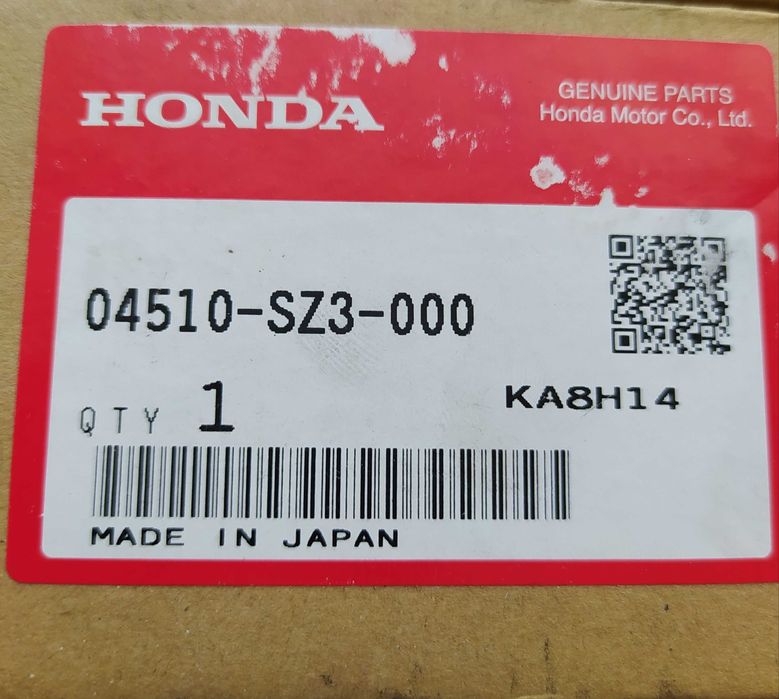 HONDA
GENUINE PARTS
Honda Motor Co., Ltd.
04510-SZ3-000
QTY 1
KA8H14
MADE IN JAPAN